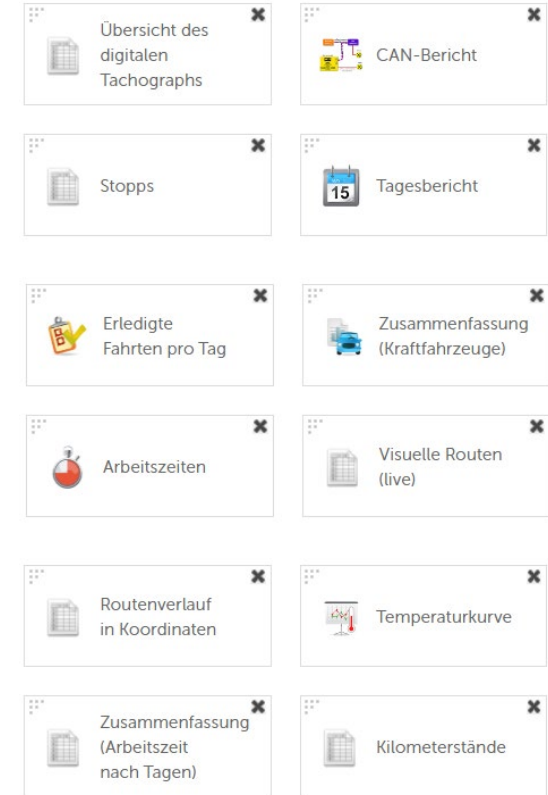 Übersicht des
digitalen
Tachographs
CAN-Bericht
Stopps
15
Tagesbericht
Erledigte
Fahrten pro Tag
Zusammenfassung
(Kraftfahrzeuge)
Arbeitszeiten
Visuelle Routen
(live)
Routenverlauf
in Koordinaten
Temperaturkurve
Zusammenfassung
(Arbeitszeit
nach Tagen)
Kilometerstände